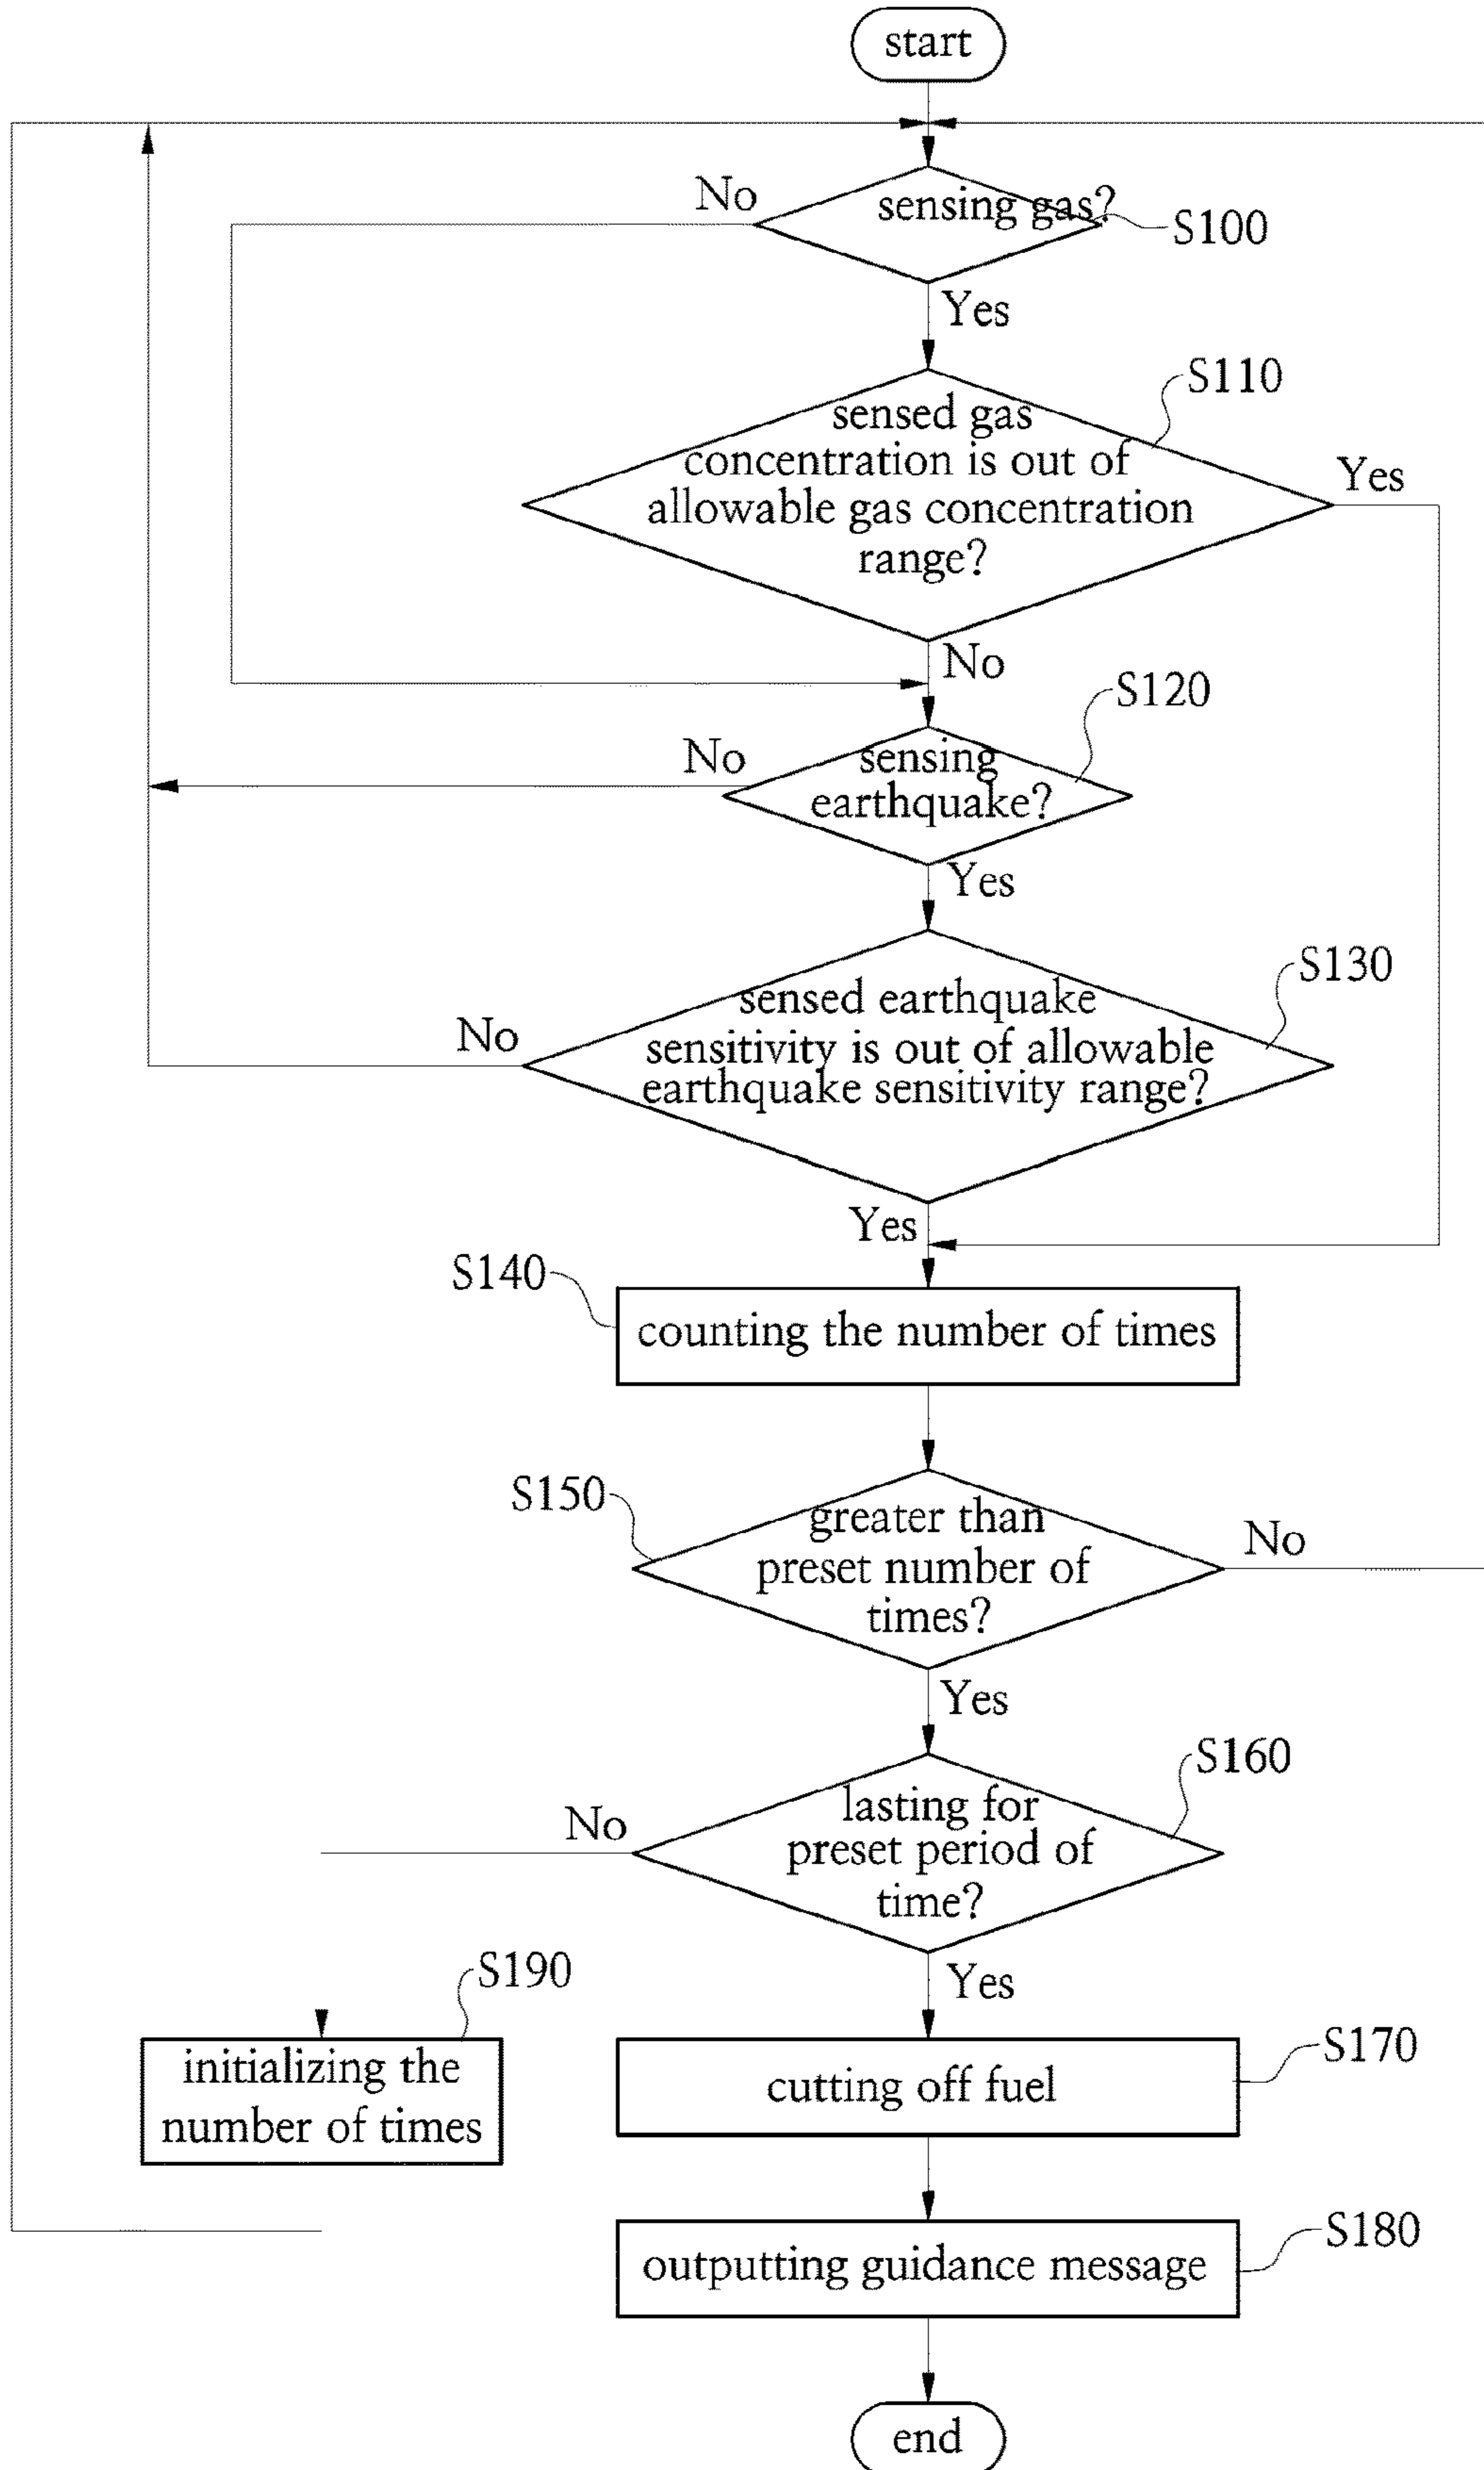 start
No
sensing gas?
S100
Yes
S110
sensed gas
concentration is out of
allowable gas concentration
range?
Yes
No
S120
No
sensing
earthquake?
Yes
S130
sensed earthquake
sensitivity is out of allowable
earthquake sensitivity range?
No
Yes
S140
counting the number of times
S150
greater than
preset number of
times?
No
Yes
S160
lasting for
preset period of
time?
No
Yes
S190
initializing the
number of times
S170
cutting off fuel
S180
outputting guidance message
end